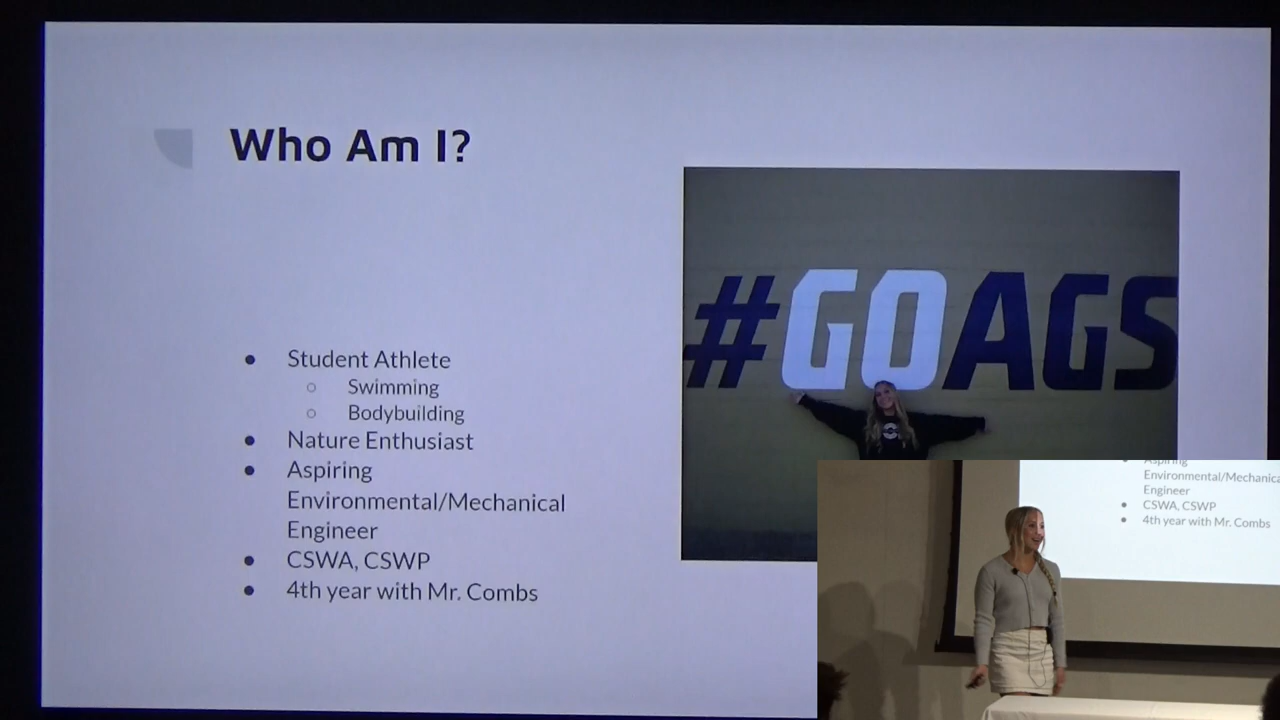 Who Am I?
#GOAGS
Student Athlete
Swimming
Bodybuilding
Nature Enthusiast
Aspiring
Environmental/Mechanical
Engineer
CSWA, CSWP
4th year with Mr. Combs
Aspiring
Environmental/Mechanica
Engineer
CSWA, CSWP
4th year with Mr. Combs